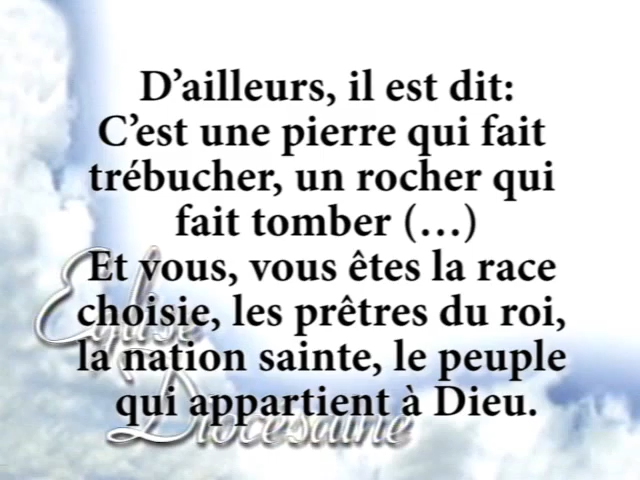 D’ailleurs, il est dit:
C’est une pierre qui fait
trébucher, un rocher qui
fait tomber (…)
Et vous, vous êtes la race
choisie, les prêtres du roi,
la nation sainte, le peuple
qui appartient à Dieu.
Eglise
Diocésaine